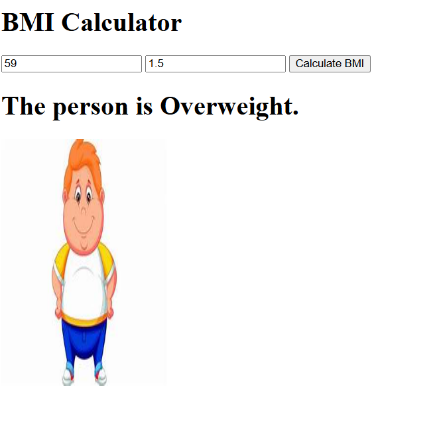 BMI Calculator
59 1.5 Calculate BMI
The person is Overweight.